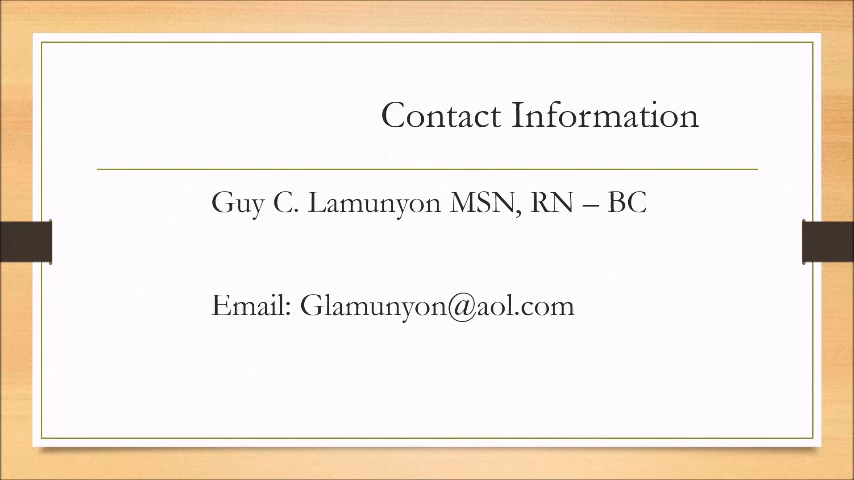 Contact Information
Guy C. Lamunyon MSN, RN – BC
Email: Glamunyon@aol.com